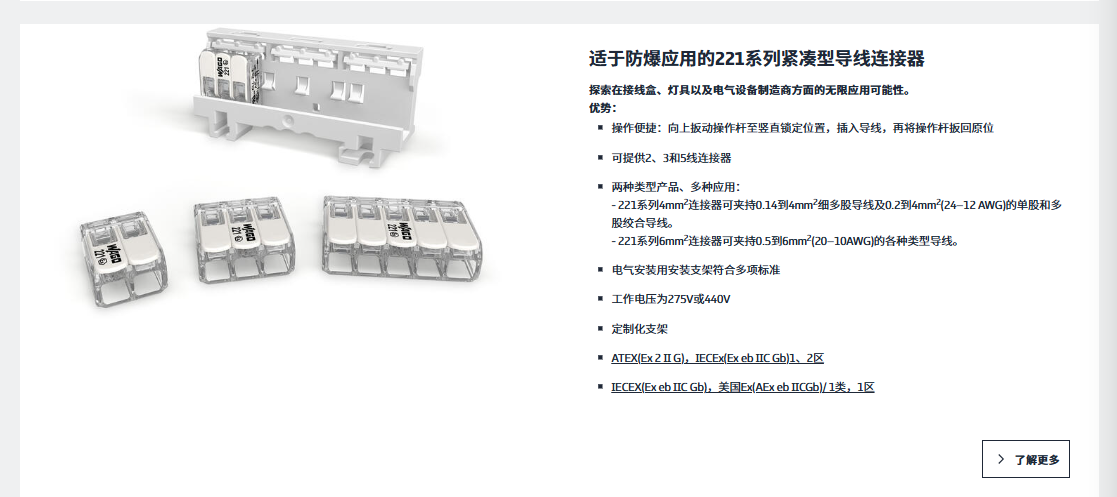 WAGO
221
WAGO
221
WAGO
221
WAGO
221
适于防爆应用的221系列紧凑型导线连接器
探索在接线盒、灯具以及电气设备制造商方面的无限应用可能性。
优势：
▪ 操作便捷：向上扳动操作杆至竖直锁定位置，插入导线，再将操作杆扳回原位
▪ 可提供2、3和5线连接器
▪ 两种类型产品、多种应用：
- 221系列4mm²连接器可夹持0.14到4mm²细多股导线及0.2到4mm²(24–12 AWG)的单股和多
股绞合导线。
- 221系列6mm²连接器可夹持0.5到6mm²(20–10AWG)的各种类型导线。
▪ 电气安装用安装支架符合多项标准
▪ 工作电压为275V或440V
▪ 定制化支架
▪ ATEX(Ex 2 II G)，IECEx(Ex eb IIC Gb)1、2区
▪ IECEX(Ex eb IIC Gb)，美国Ex(AEx eb IICGb)/ 1类，1区
了解更多